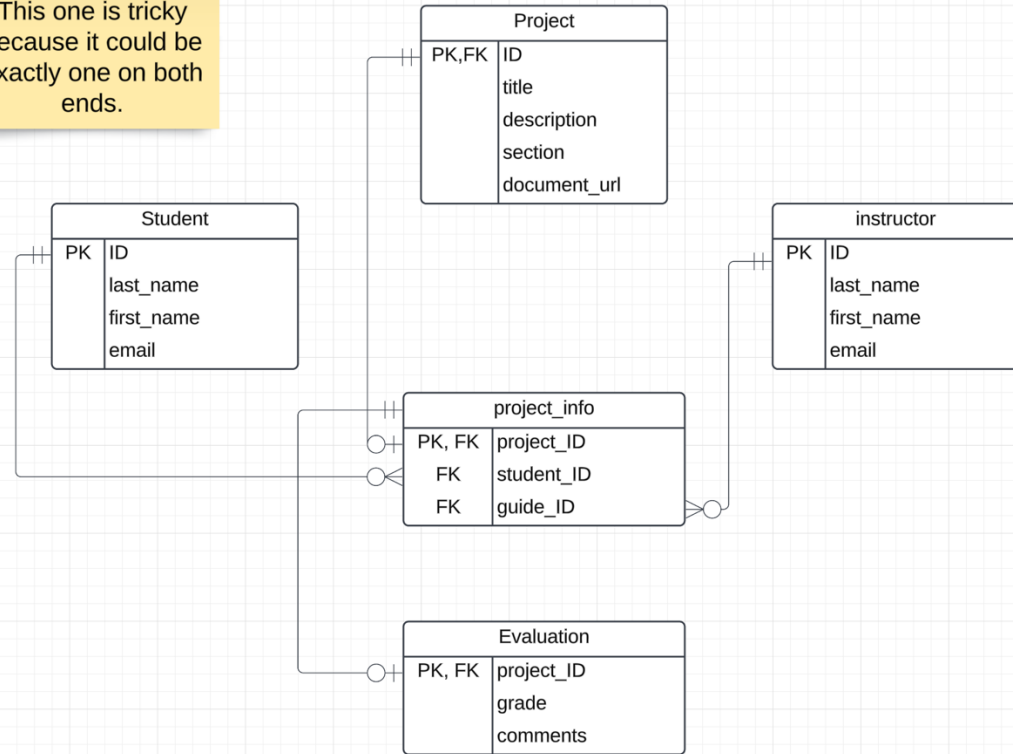 This one is tricky
ecause it could be
xactly one on both
ends.
Project
PK,FK ID
title
description
section
document_url
Student
PK ID
last_name
first_name
email
instructor
PK ID
last_name
first_name
email
project_info
PK, FK project_ID
FK student_ID
FK guide_ID
Evaluation
PK, FK project_ID
grade
comments